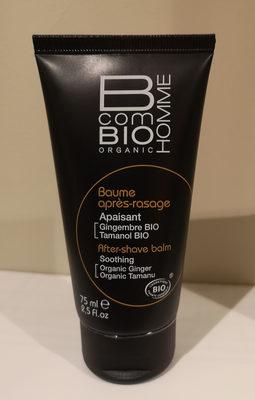 B
com
BIO
ORGANIC
HOMME
Baume
après-rasage
Apaisant
Gingembre BIO
Tamanol BIO
After-shave balm
Soothing
Organic Ginger
Organic Tamanu
75 ml e
2,5 fl.oz
BIO
®